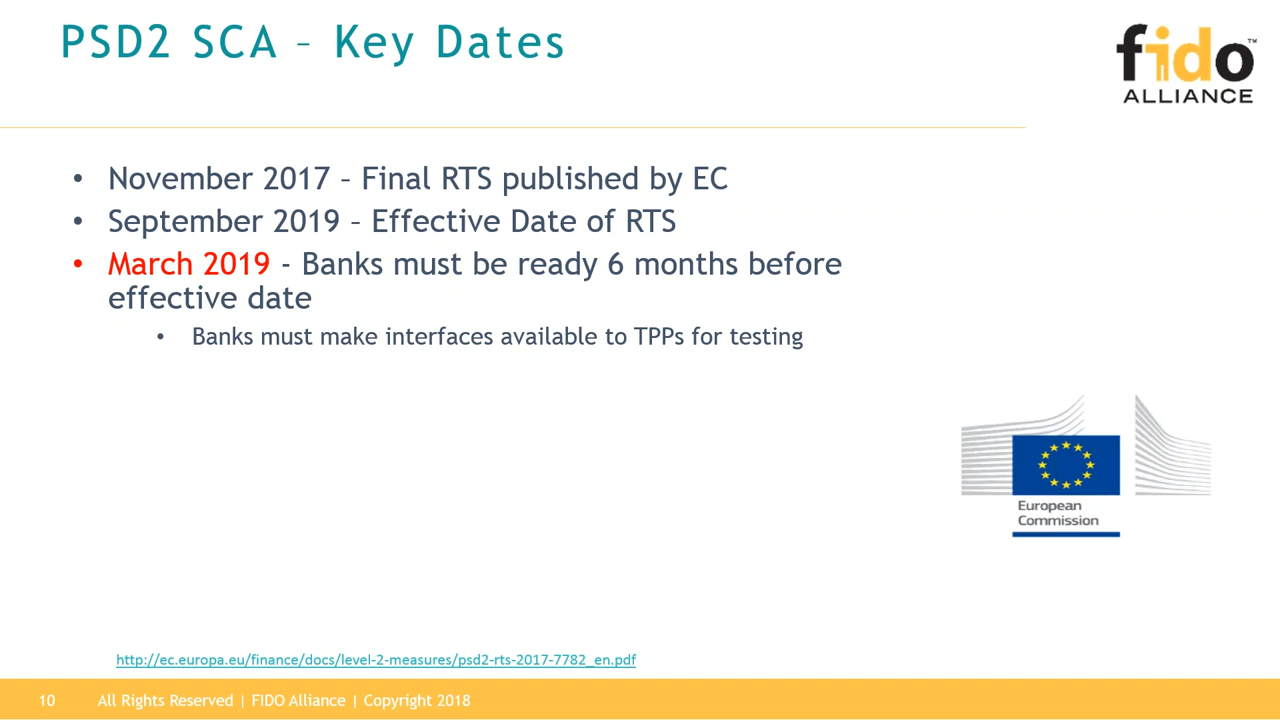 PSD2 SCA – Key Dates
fido™
ALLIANCE
• November 2017 – Final RTS published by EC
• September 2019 – Effective Date of RTS
• March 2019 - Banks must be ready 6 months before
effective date
• Banks must make interfaces available to TPPs for testing
European
Commission
http://ec.europa.eu/finance/docs/level-2-measures/psd2-rts-2017-7782_en.pdf
10 All Rights Reserved | FIDO Alliance | Copyright 2018